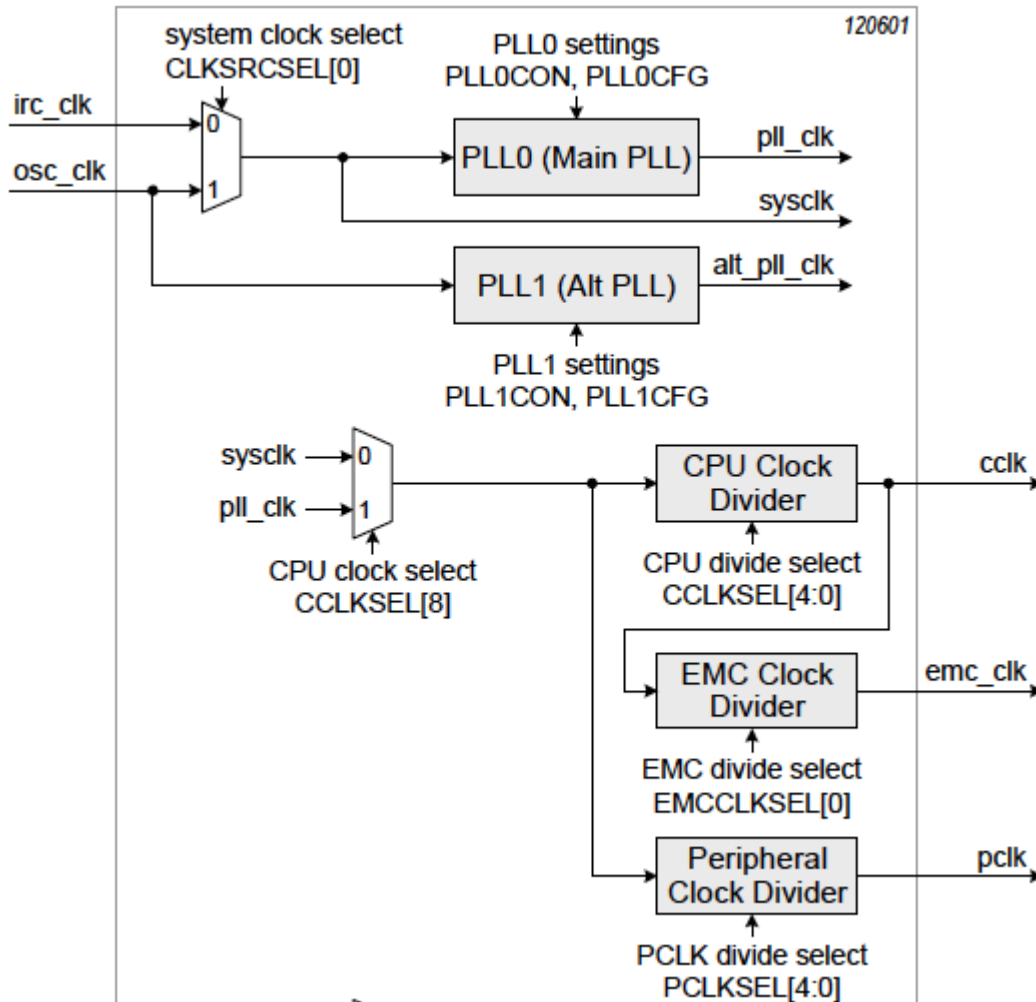 120601
system clock select
CLKSRCSEL[0]
PLL0 settings
PLL0CON, PLL0CFG
irc_clk
0
osc_clk
1
PLL0 (Main PLL)
pll_clk
sysclk
PLL1 (Alt PLL)
alt_pll_clk
PLL1 settings
PLL1CON, PLL1CFG
sysclk
0
pll_clk
1
CPU clock select
CCLKSEL[8]
CPU Clock
Divider
cclk
CPU divide select
CCLKSEL[4:0]
EMC Clock
Divider
emc_clk
EMC divide select
EMCCLKSEL[0]
Peripheral
Clock Divider
pclk
PCLK divide select
PCLKSEL[4:0]